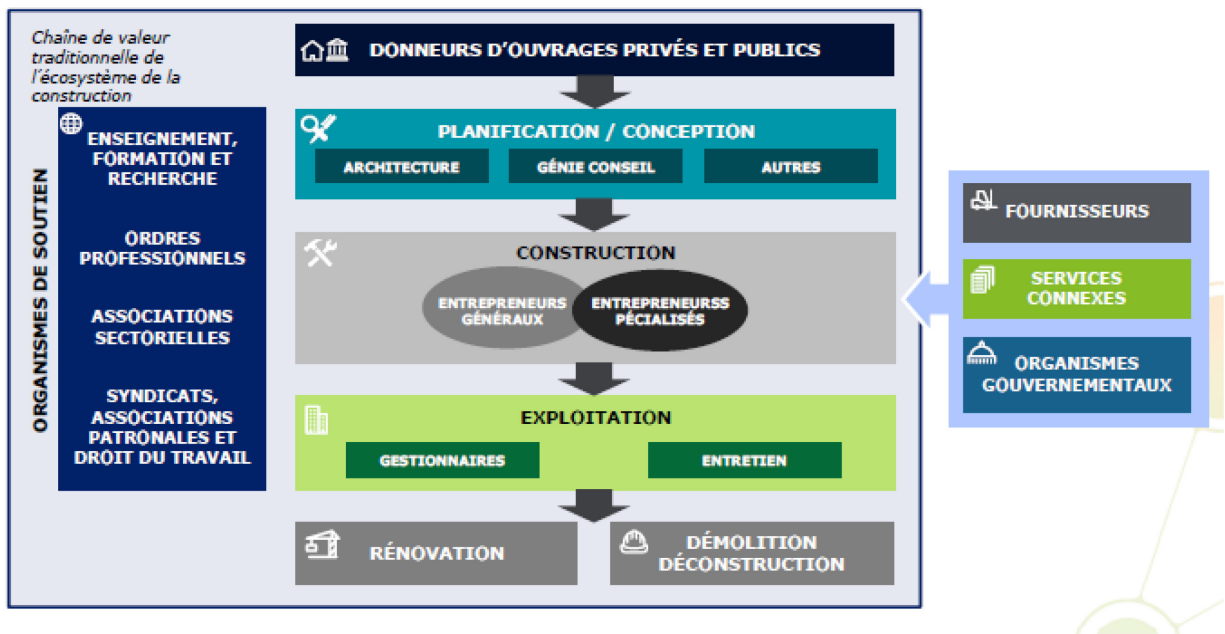 Chaîne de valeur
traditionnelle de
l'écosystème de la
construction
ORGANISMES DE SOUTIEN
ENSEIGNEMENT,
FORMATION ET
RECHERCHE
ORDRES
PROFESSIONNELS
ASSOCIATIONS
SECTORIELLES
SYNDICATS,
ASSOCIATIONS
PATRONALES ET
DROIT DU TRAVAIL
DONNEURS D'OUVRAGES PRIVÉS ET PUBLICS
PLANIFICATION / CONCEPTION
ARCHITECTURE
GÉNIE CONSEIL
AUTRES
CONSTRUCTION
ENTREPRENEURS
GÉNÉRAUX
ENTREPRENEURSS
PÉCIALISÉS
EXPLOITATION
GESTIONNAIRES
ENTRETIEN
RÉNOVATION
DÉMOLITION
DÉCONSTRUCTION
FOURNISSEURS
SERVICES
CONNEXES
ORGANISMES
GOUVERNEMENTAUX